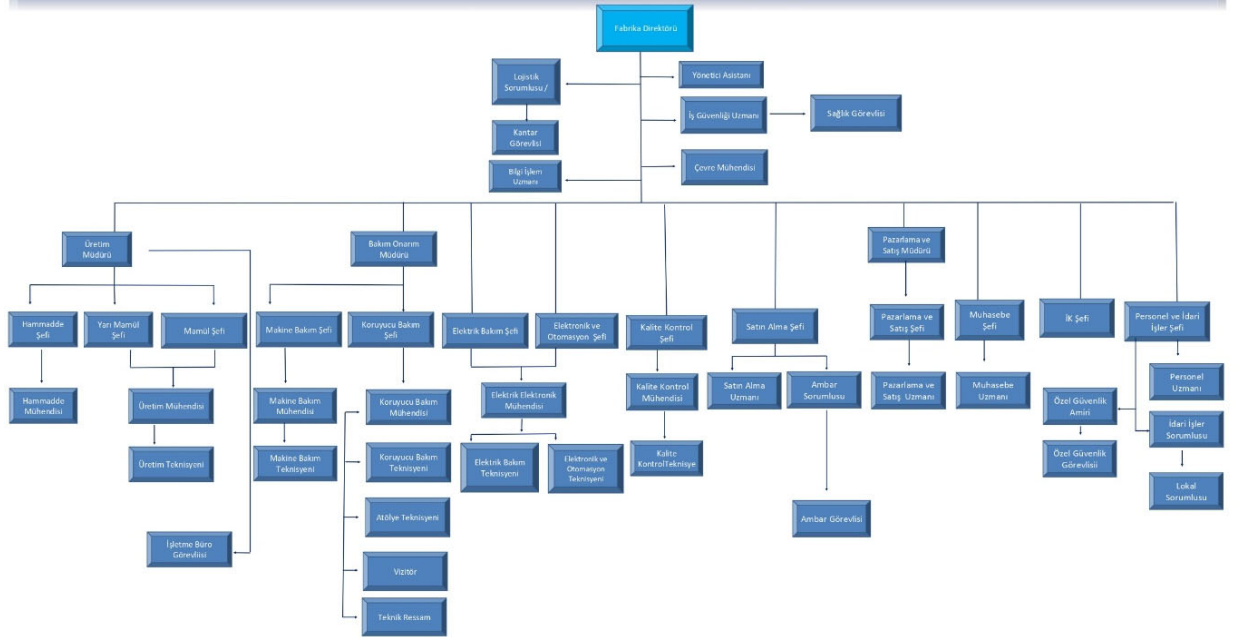 Fabrika Direktörü
Lojistik
Sorumlusu /
Yönetici Asistanı
İş Güvenliği Uzmanı
Sağlık Görevlisi
Kantar
Görevlisi
Bilgi İşlem
Uzmanı
Çevre Mühendisi
Üretim
Müdürü
Bakım Onarım
Müdürü
Pazarlama ve
Satış Müdürü
Hammadde
Şefi
Yarı Mamül
Şefi
Mamül Şefi
Makine Bakım Şefi
Koruyucu Bakım
Şefi
Elektrik Bakım Şefi
Elektronik ve
Otomasyon Şefi
Kalite Kontrol
Şefi
Satın Alma Şefi
Pazarlama ve
Satış Şefi
Muhasebe
Şefi
İK Şefi
Personel ve İdari
İşler Şefi
Hammadde
Mühendisi
Üretim Mühendisi
Makine Bakım
Mühendisi
Koruyucu Bakım
Mühendisi
Elektrik Elektronik
Mühendisi
Kalite Kontrol
Mühendisi
Satın Alma
Uzmanı
Ambar
Sorumlusu
Pazarlama ve
Satış Uzmanı
Muhasebe
Uzmanı
Personel
Uzmanı
Özel Güvenlik
Amiri
İdari İşler
Sorumlusu
Üretim Teknisyeni
Makine Bakım
Teknisyeni
Koruyucu Bakım
Teknisyeni
Elektrik Bakım
Teknisyeni
Elektronik ve
Otomasyon
Teknisyeni
Kalite
KontrolTeknisye
Özel Güvenlik
Görevlisii
Lokal
Sorumlusu
Atölye Teknisyeni
Ambar Görevlisi
İşletme Büro
Görevliisi
Vizitör
Teknik Ressam